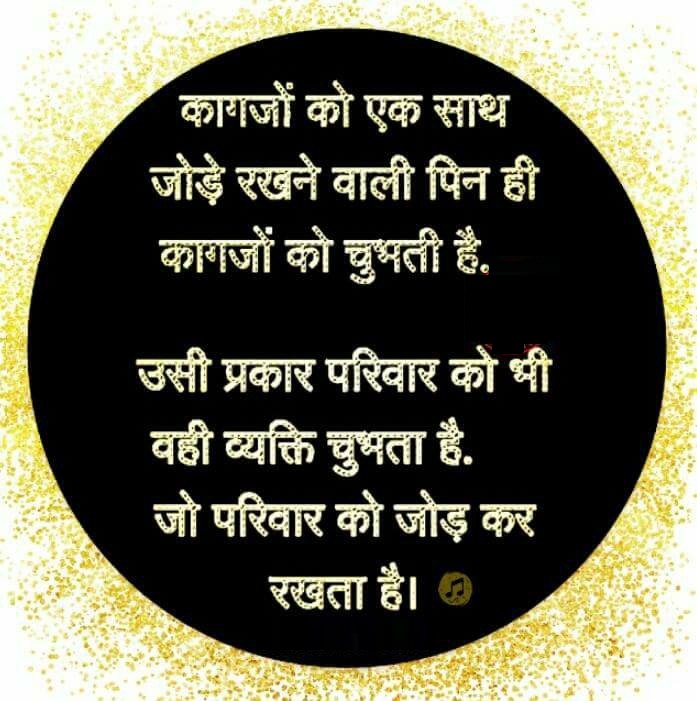 कागजों को एक साथ
जोड़े रखने वाली पिन ही
कागजों को चुभती है.
उसी प्रकार परिवार को भी
वही व्यक्ति चुभता है.
जो परिवार को जोड़ कर
रखता है।